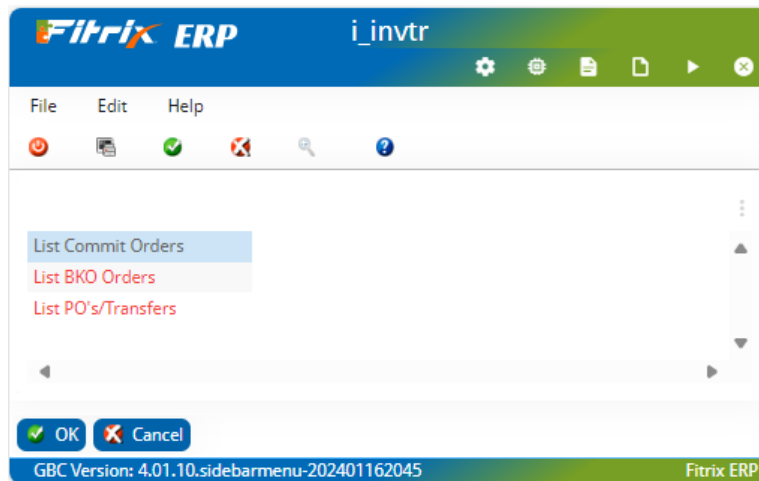 Fitrix ERP i_invtr
File Edit Help
List Commit Orders
List BKO Orders
List PO's/Transfers
OK Cancel
GBC Version: 4.01.10.sidebarmenu-202401162045 Fitrix ERP